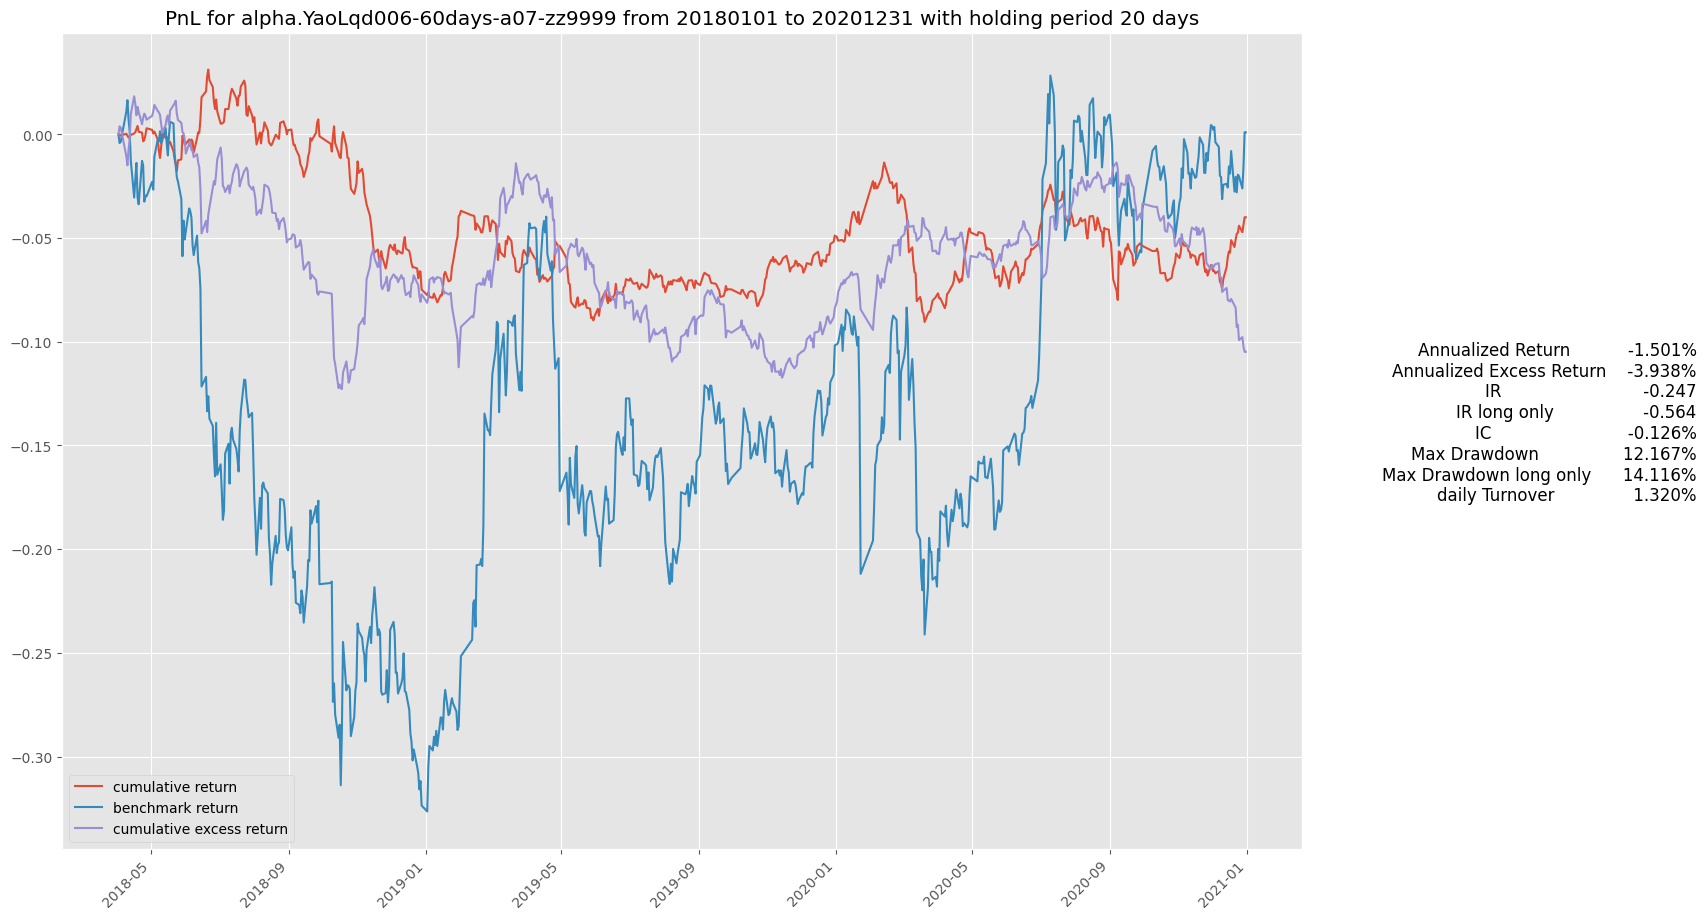 PnL for alpha.YaoLqd006-60days-a07-zz9999 from 20180101 to 20201231 with holding period 20 days
0.00
−0.05
−0.10
−0.15
−0.20
−0.25
−0.30
cumulative return
benchmark return
cumulative excess return
2018-05
2018-09
2019-01
2019-05
2019-09
2020-01
2020-05
2020-09
2021-01
Annualized Return -1.501%
Annualized Excess Return -3.938%
IR -0.247
IR long only -0.564
IC -0.126%
Max Drawdown 12.167%
Max Drawdown long only 14.116%
daily Turnover 1.320%